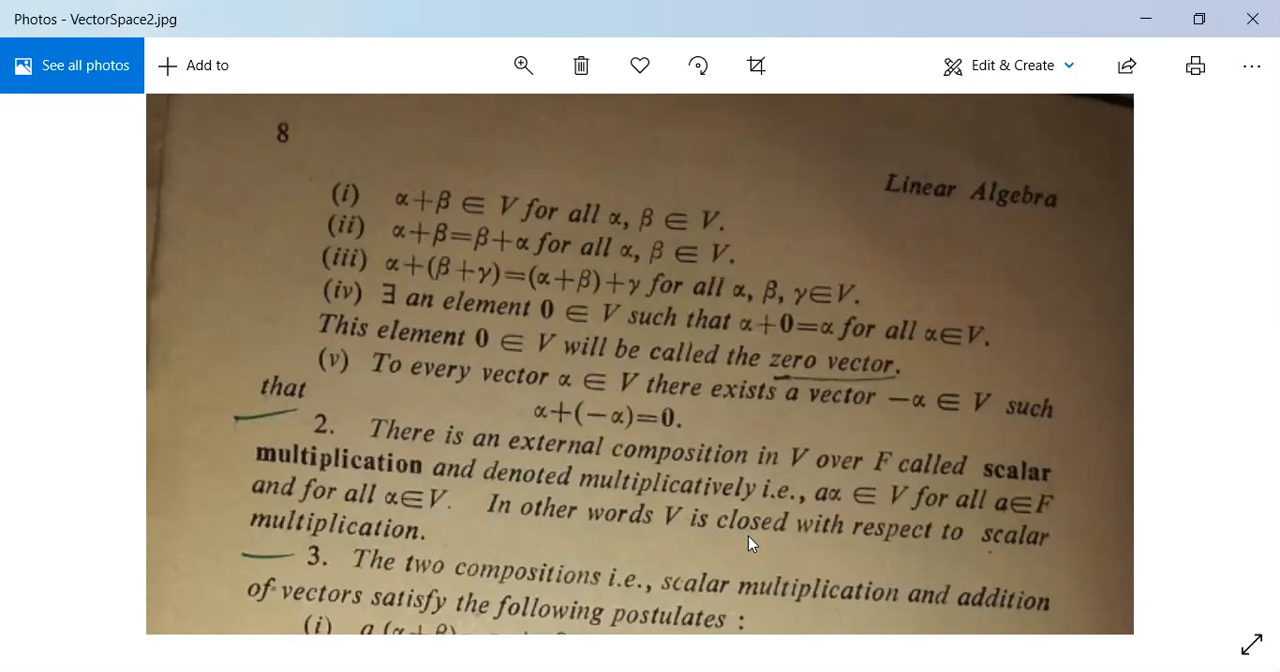 Photos - VectorSpace2.jpg
See all photos
Add to
Edit & Create
8
Linear Algebra
(i) α+β ∈ V for all α, β ∈ V.
(ii) α+β=β+α for all α, β ∈ V.
(iii) α+(β+γ)=(α+β)+γ for all α, β, γ∈V.
(iv) ∃ an element 0 ∈ V such that α+0=α for all α∈V.
This element 0 ∈ V will be called the zero vector.
(v) To every vector α ∈ V there exists a vector −α ∈ V such
that
α+(−α)=0.
2. There is an external composition in V over F called scalar
multiplication and denoted multiplicatively i.e., aα ∈ V for all a∈F
and for all α∈V. In other words V is closed with respect to scalar
multiplication.
3. The two compositions i.e., scalar multiplication and addition
of vectors satisfy the following postulates :
(i)